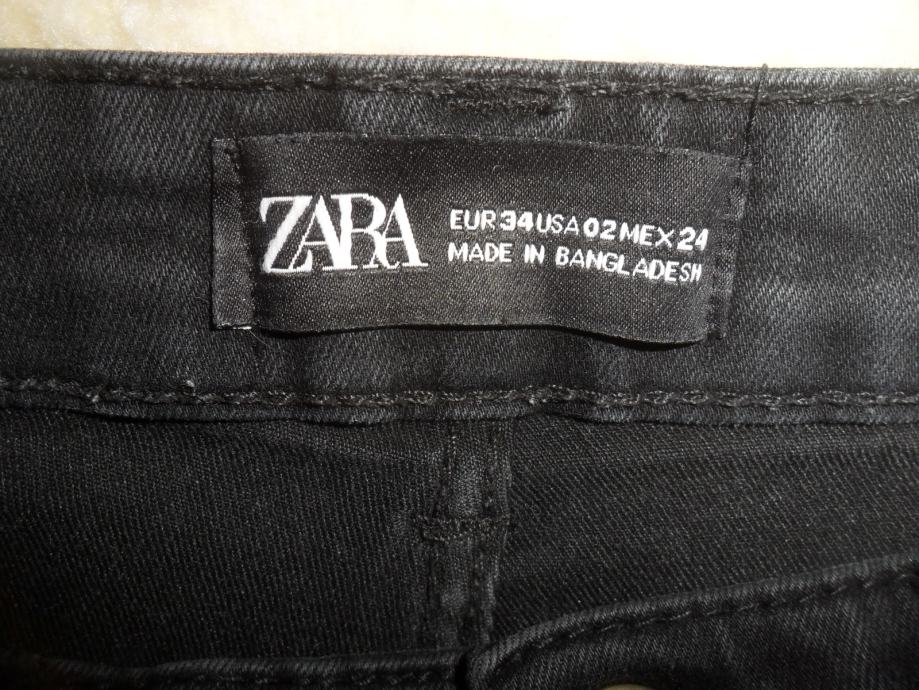 ZARA
EUR 34 USA 02 MEX 24
MADE IN BANGLADESH